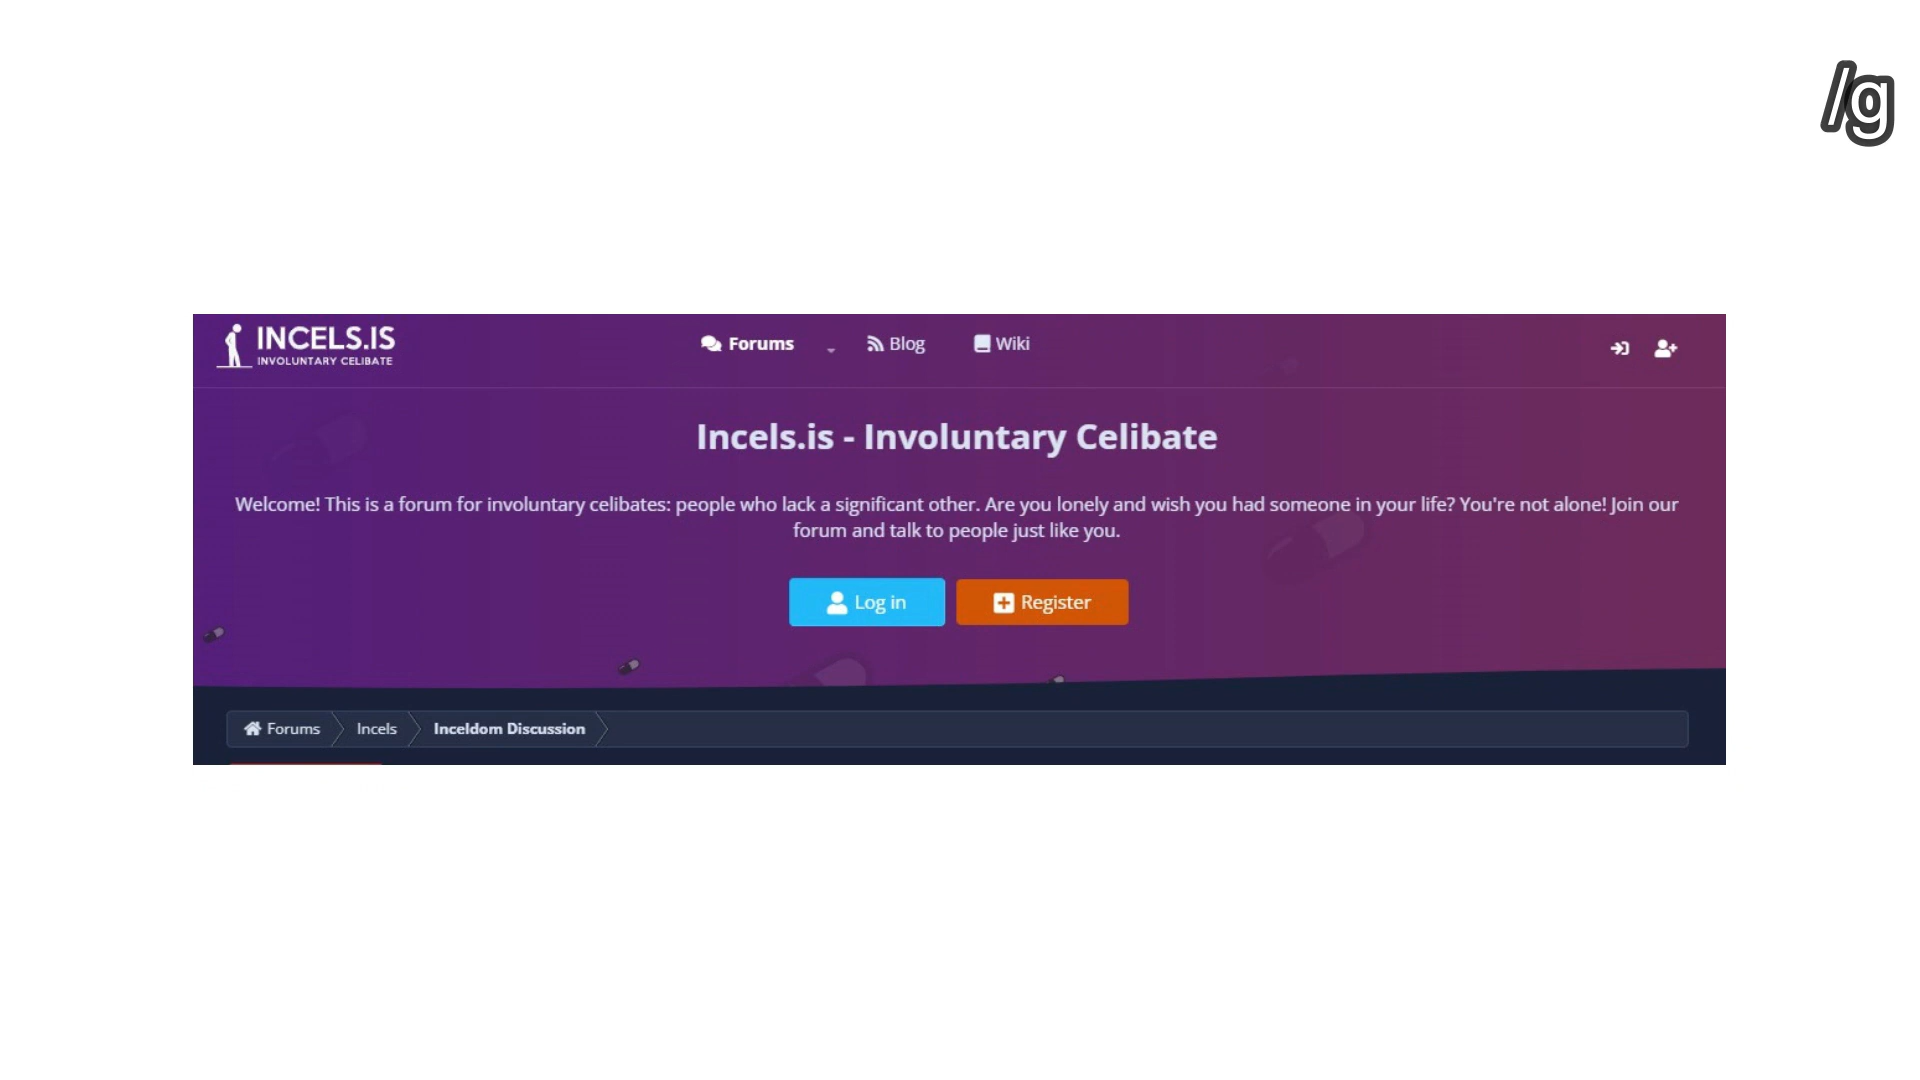 /g
INCELS.IS
INVOLUNTARY CELIBATE
Forums
Blog
Wiki
Incels.is - Involuntary Celibate
Welcome! This is a forum for involuntary celibates: people who lack a significant other. Are you lonely and wish you had someone in your life? You're not alone! Join our
forum and talk to people just like you.
Log in
Register
Forums
Incels
Inceldom Discussion